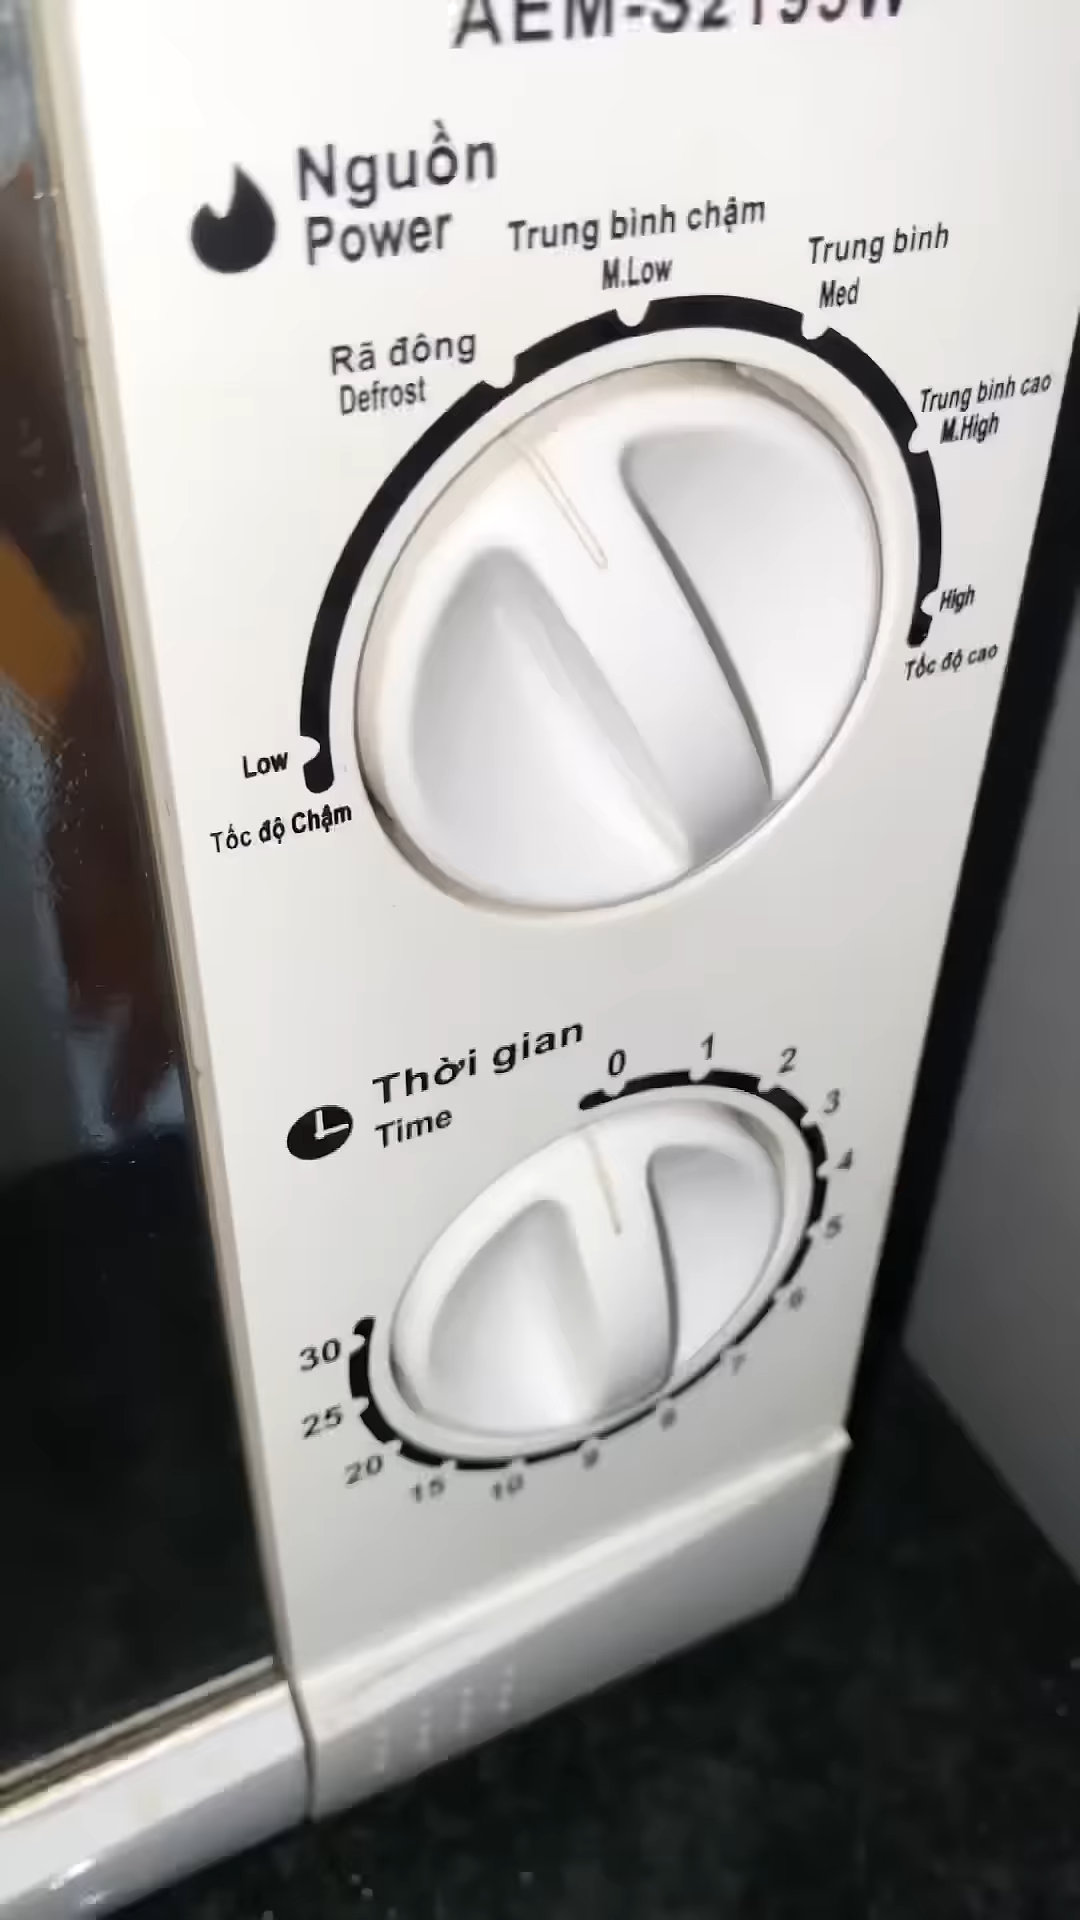 AEM-S2195W
Nguồn
Power
Trung bình chậm
M.Low
Trung bình
Med
Rã đông
Defrost
Trung bình cao
M.High
High
Tốc độ cao
Low
Tốc độ Chậm
Thời gian
Time
0
1
2
3
4
5
6
7
8
9
10
15
20
25
30